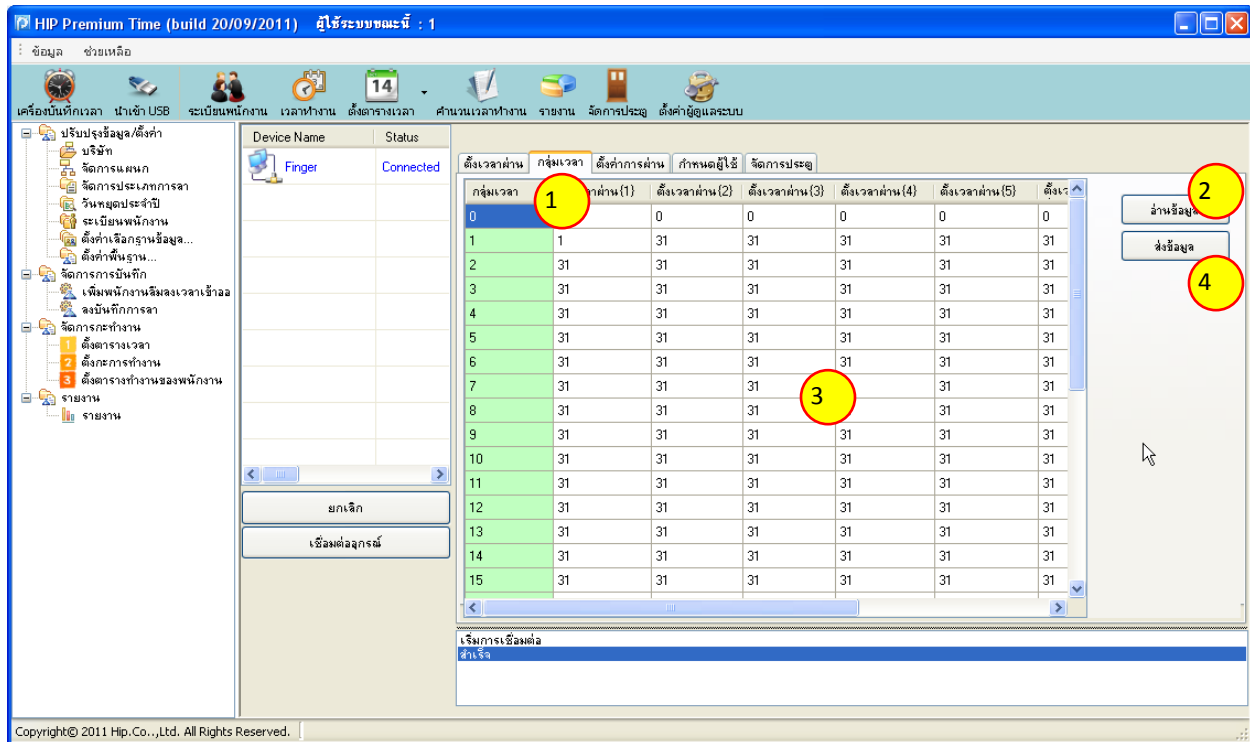 HIP Premium Time (build 20/09/2011) ผู้ใช้ระบบขณะนี้ : 1
ข้อมูล ช่วยเหลือ
14
เครื่องบันทึกเวลา นำเข้า USB ระเบียนพนักงาน เวลาทำงาน ตั้งตารางเวลา คำนวนเวลาทำงาน รายงาน จัดการประตู ตั้งค่าผู้ดูแลระบบ
ปรับปรุงข้อมูล/ตั้งค่า
บริษัท
จัดการแผนก
จัดการประเภทการลา
วันหยุดประจำปี
ระเบียนพนักงาน
ตั้งค่าเลือกฐานข้อมูล...
ตั้งค่าพื้นฐาน...
จัดการการบันทึก
เพิ่มพนักงานลืมลงเวลาเข้าออ
ลงบันทึกการลา
จัดการกะทำงาน
1 ตั้งตารางเวลา
2 ตั้งกะการทำงาน
3 ตั้งตารางทำงานของพนักงาน
รายงาน
รายงาน
Device Name Status
Finger Connected
ยกเลิก
เชื่อมต่ออุกรณ์
ตั้งเวลาผ่าน กลุ่มเวลา ตั้งค่าการผ่าน กำหนดผู้ใช้ จัดการประตู
กลุ่มเวลา าผ่าน{1} ตั้งเวลาผ่าน{2} ตั้งเวลาผ่าน{3} ตั้งเวลาผ่าน{4} ตั้งเวลาผ่าน{5} ตั้งเว
0 0 0 0 0 0
1 1 31 31 31 31 31
2 31 31 31 31 31 31
3 31 31 31 31 31 31
4 31 31 31 31 31 31
5 31 31 31 31 31 31
6 31 31 31 31 31 31
7 31 31 31 31 31
8 31 31 31 31 31
9 31 31 31 31 31 31
10 31 31 31 31 31 31
11 31 31 31 31 31 31
12 31 31 31 31 31 31
13 31 31 31 31 31 31
14 31 31 31 31 31 31
15 31 31 31 31 31 31
1
2
3
4
อ่านข้อมูล
ส่งข้อมูล
เริ่มการเชื่อมต่อ
สำเร็จ
Copyright© 2011 Hip.Co..,Ltd. All Rights Reserved.